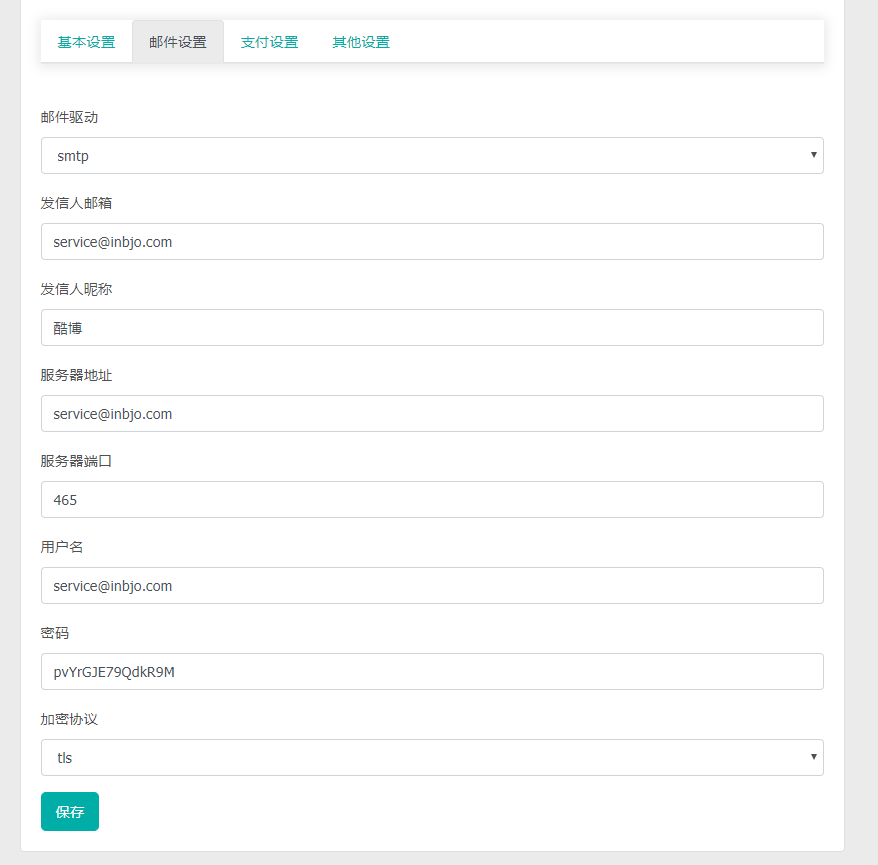 基本设置 邮件设置 支付设置 其他设置
邮件驱动
smtp
发信人邮箱
service@inbjo.com
发信人昵称
酷博
服务器地址
service@inbjo.com
服务器端口
465
用户名
service@inbjo.com
密码
pvYrGJE79QdkR9M
加密协议
tls
保存